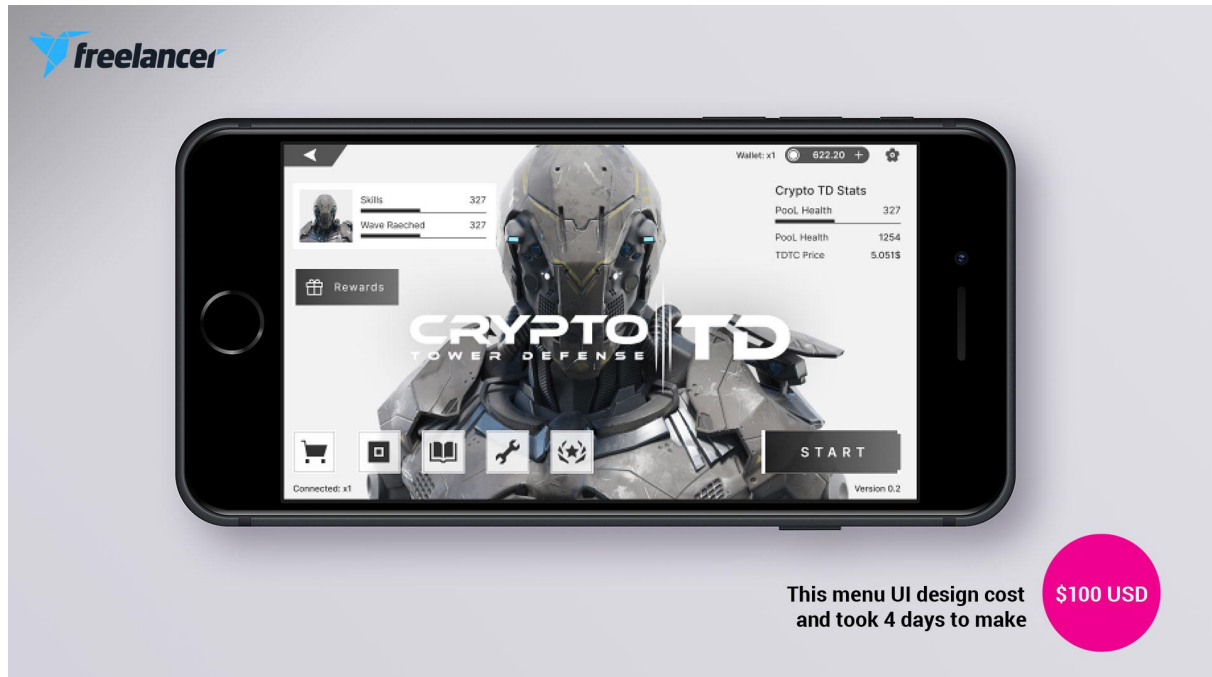 freelancer
Wallet: x1 622.20 +
Skills 327
Wave Raeched 327
Crypto TD Stats
PooL Health 327
PooL Health 1254
TDTC Price 5.051$
Rewards
CRYPTO TD
TOWER DEFENSE
START
Connected: x1
Version 0.2
This menu UI design cost
and took 4 days to make
$100 USD